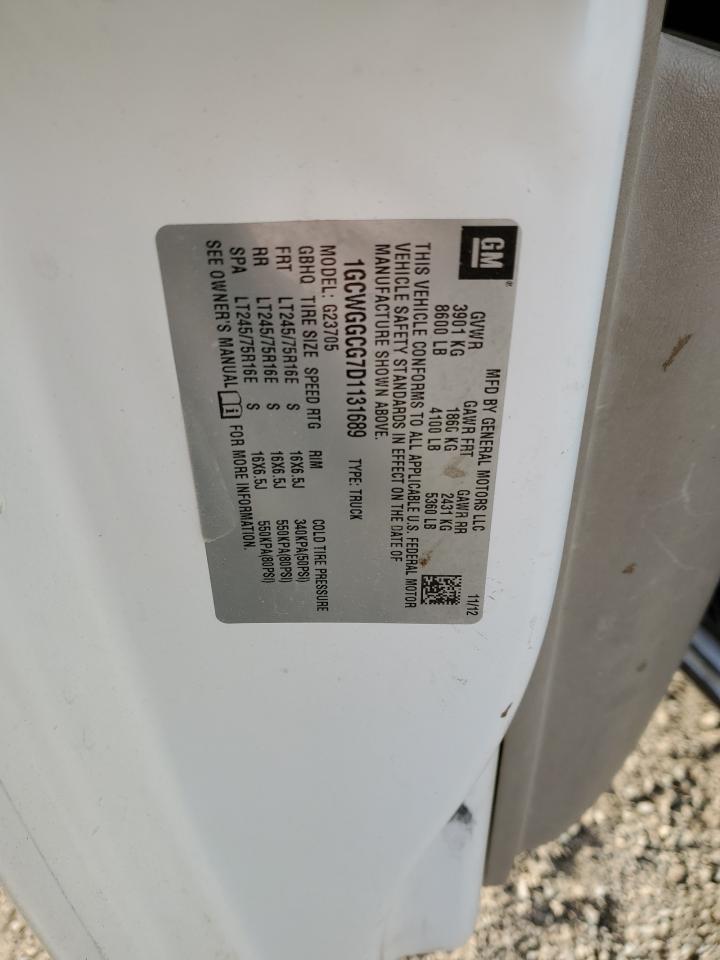 GM
MFD BY GENERAL MOTORS LLC
11/12
GVWR GAWR FRT GAWR RR
3901 KG 1860 KG 2431 KG
8600 LB 4100 LB 5360 LB
THIS VEHICLE CONFORMS TO ALL APPLICABLE U.S. FEDERAL MOTOR
VEHICLE SAFETY STANDARDS IN EFFECT ON THE DATE OF
MANUFACTURE SHOWN ABOVE.
1GCWGGCG7D1131689 TYPE: TRUCK
MODEL: G23705
GBHQ TIRE SIZE SPEED RTG RIM COLD TIRE PRESSURE
FRT LT245/75R16E S 16X6.5J 340KPA(50PSI)
RR LT245/75R16E S 16X6.5J 550KPA(80PSI)
SPA LT245/75R16E S 16X6.5J 550KPA(80PSI)
SEE OWNER'S MANUAL FOR MORE INFORMATION.